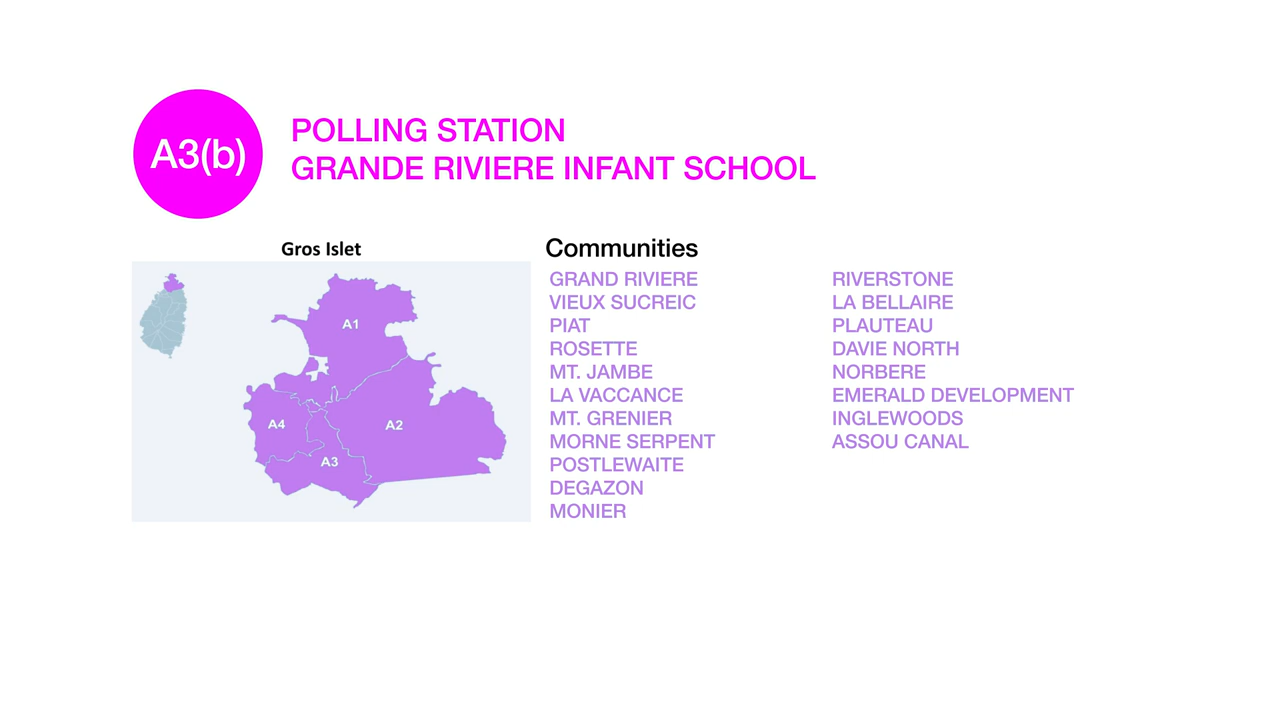 A3(b)
POLLING STATION
GRANDE RIVIERE INFANT SCHOOL
Gros Islet
A1
A4
A2
A3
Communities
GRAND RIVIERE
VIEUX SUCREIC
PIAT
ROSETTE
MT. JAMBE
LA VACCANCE
MT. GRENIER
MORNE SERPENT
POSTLEWAITE
DEGAZON
MONIER
RIVERSTONE
LA BELLAIRE
PLAUTEAU
DAVIE NORTH
NORBERE
EMERALD DEVELOPMENT
INGLEWOODS
ASSOU CANAL